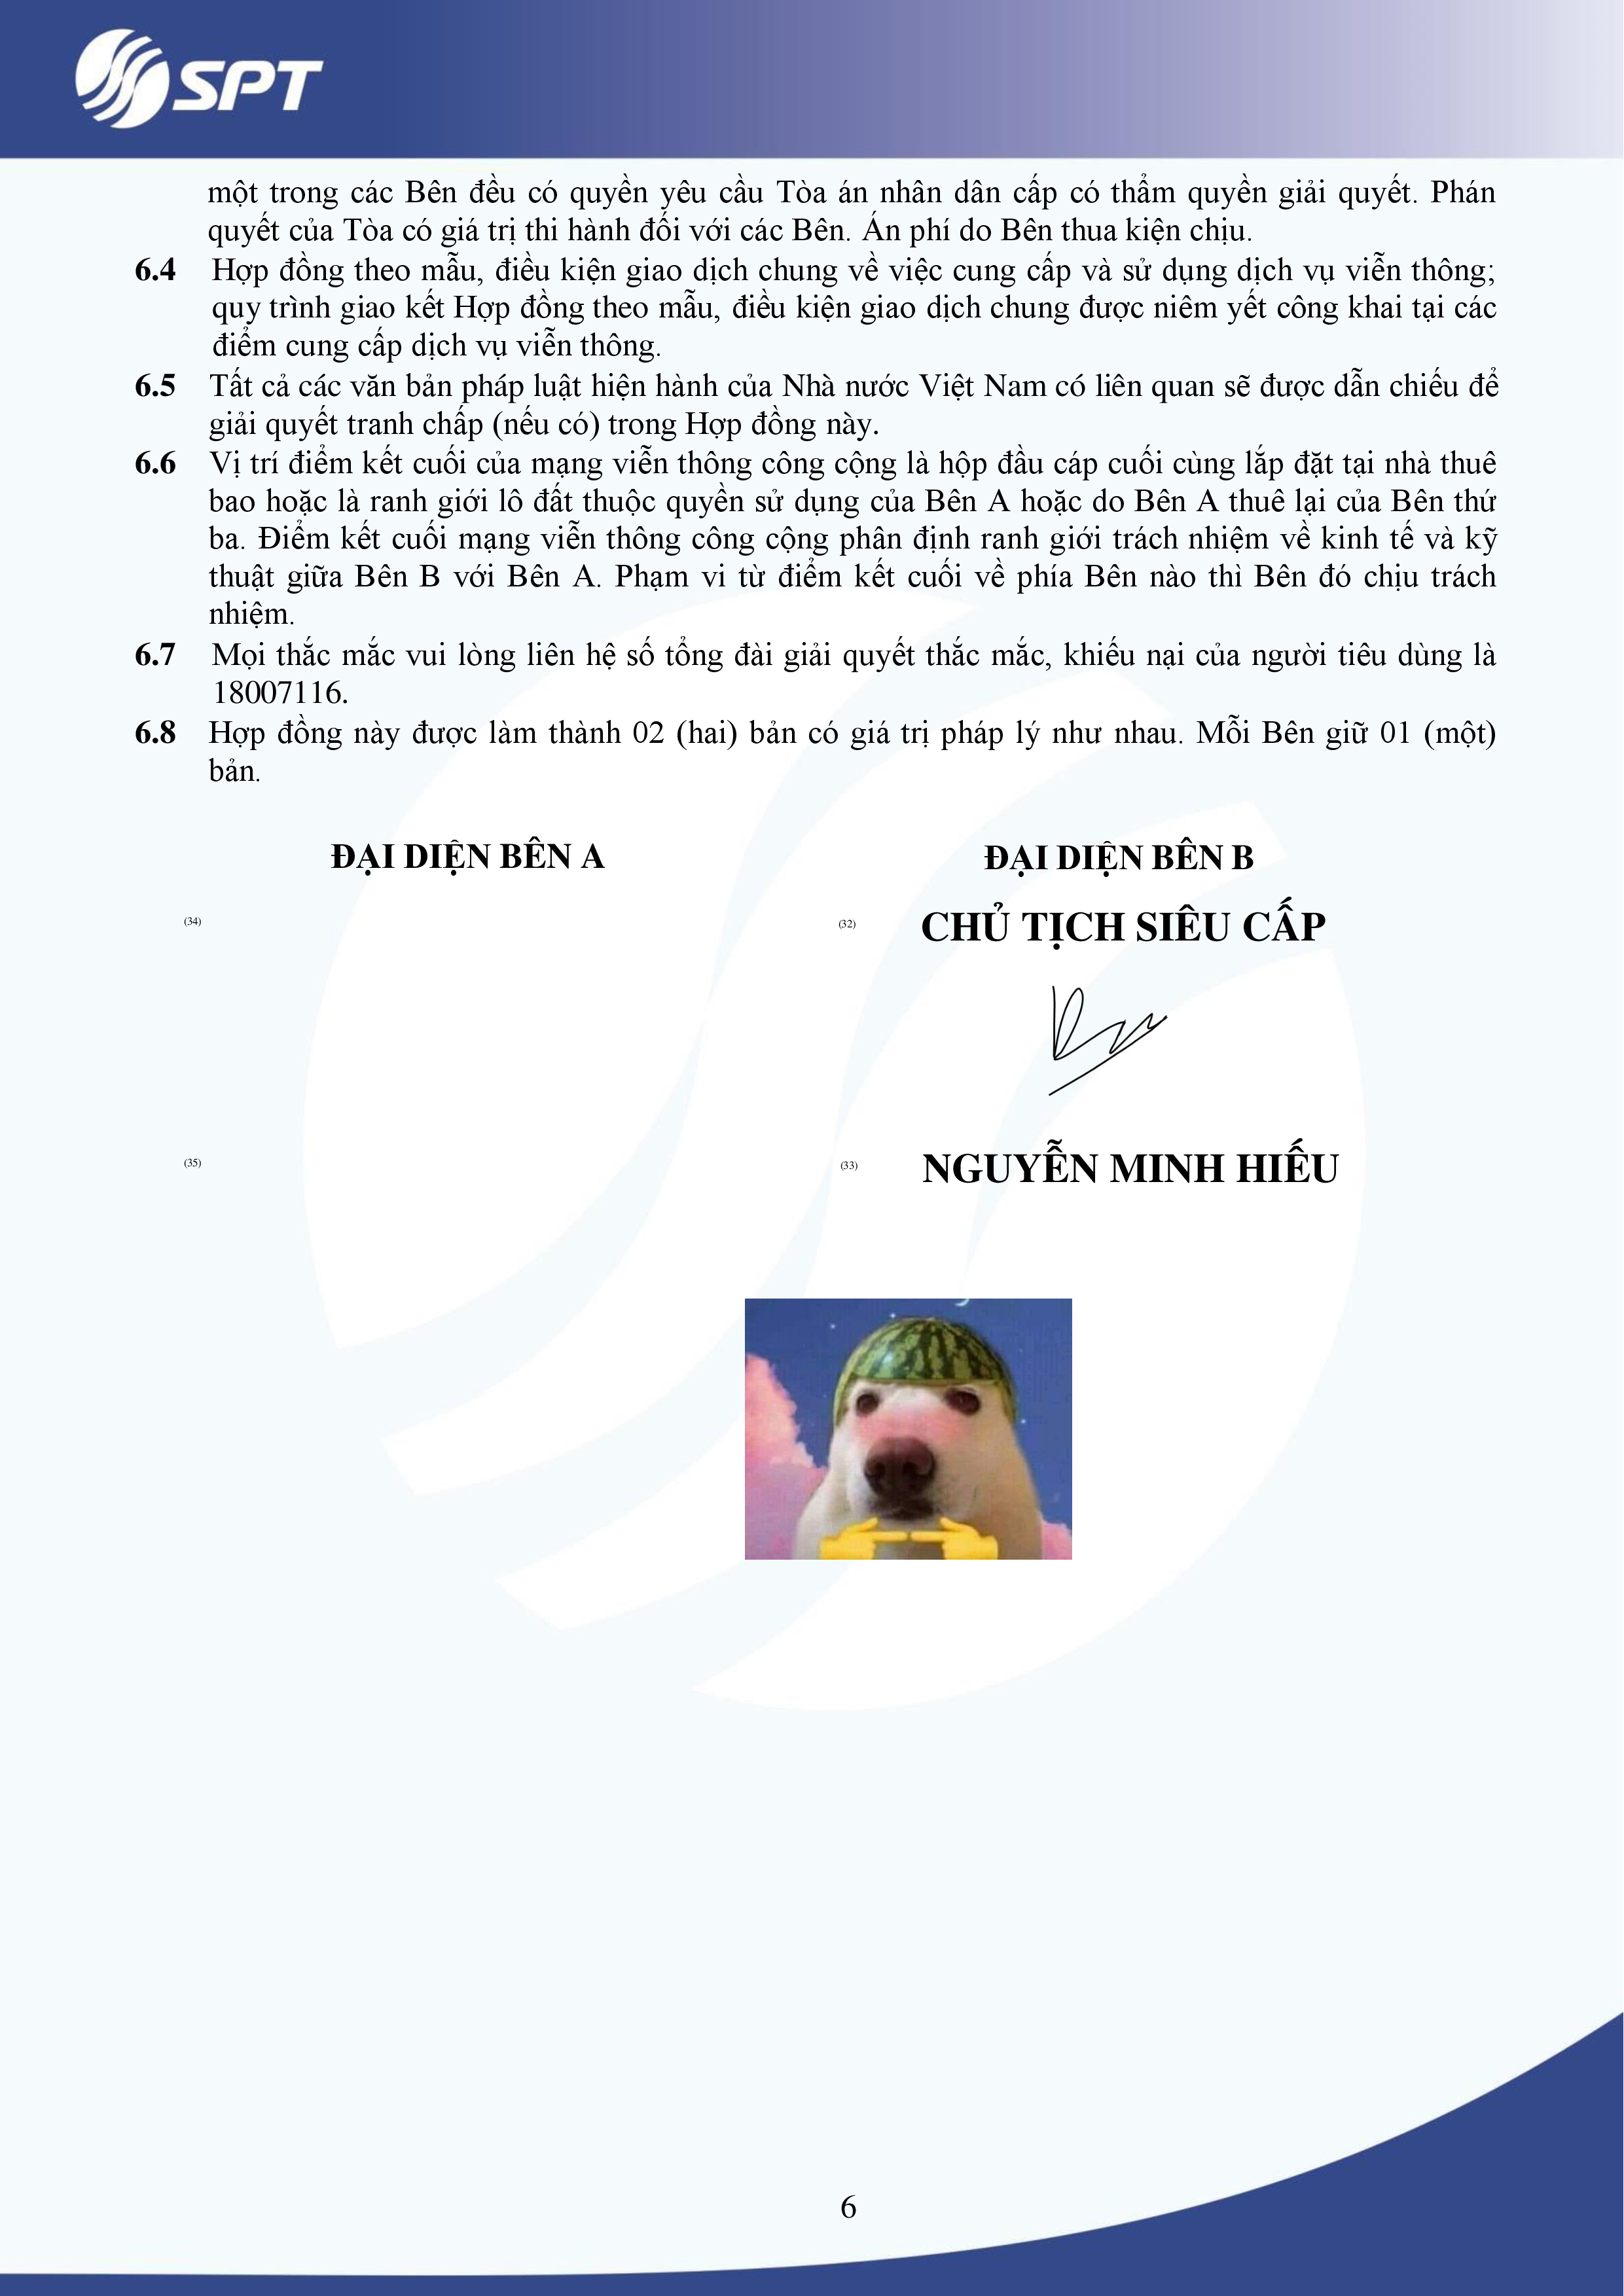 SPT
một trong các Bên đều có quyền yêu cầu Tòa án nhân dân cấp có thẩm quyền giải quyết. Phán
quyết của Tòa có giá trị thi hành đối với các Bên. Án phí do Bên thua kiện chịu.
6.4 Hợp đồng theo mẫu, điều kiện giao dịch chung về việc cung cấp và sử dụng dịch vụ viễn thông;
quy trình giao kết Hợp đồng theo mẫu, điều kiện giao dịch chung được niêm yết công khai tại các
điểm cung cấp dịch vụ viễn thông.
6.5 Tất cả các văn bản pháp luật hiện hành của Nhà nước Việt Nam có liên quan sẽ được dẫn chiếu để
giải quyết tranh chấp (nếu có) trong Hợp đồng này.
6.6 Vị trí điểm kết cuối của mạng viễn thông công cộng là hộp đầu cáp cuối cùng lắp đặt tại nhà thuê
bao hoặc là ranh giới lô đất thuộc quyền sử dụng của Bên A hoặc do Bên A thuê lại của Bên thứ
ba. Điểm kết cuối mạng viễn thông công cộng phân định ranh giới trách nhiệm về kinh tế và kỹ
thuật giữa Bên B với Bên A. Phạm vi từ điểm kết cuối về phía Bên nào thì Bên đó chịu trách
nhiệm.
6.7 Mọi thắc mắc vui lòng liên hệ số tổng đài giải quyết thắc mắc, khiếu nại của người tiêu dùng là
18007116.
6.8 Hợp đồng này được làm thành 02 (hai) bản có giá trị pháp lý như nhau. Mỗi Bên giữ 01 (một)
bản.
ĐẠI DIỆN BÊN A
ĐẠI DIỆN BÊN B
(34)
(32) CHỦ TỊCH SIÊU CẤP
(35)
(33) NGUYỄN MINH HIẾU
6